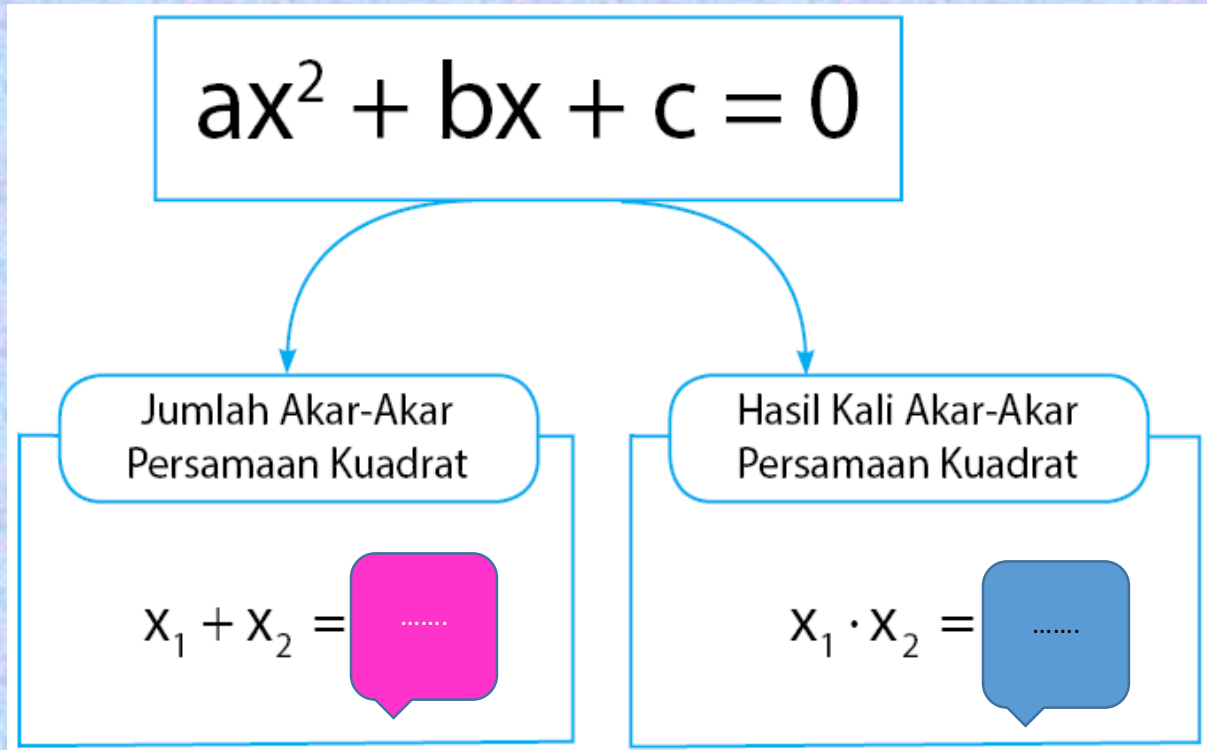 ax² + bx + c = 0
Jumlah Akar-Akar
Persamaan Kuadrat
x₁ + x₂ = .......
Hasil Kali Akar-Akar
Persamaan Kuadrat
x₁ · x₂ = .......